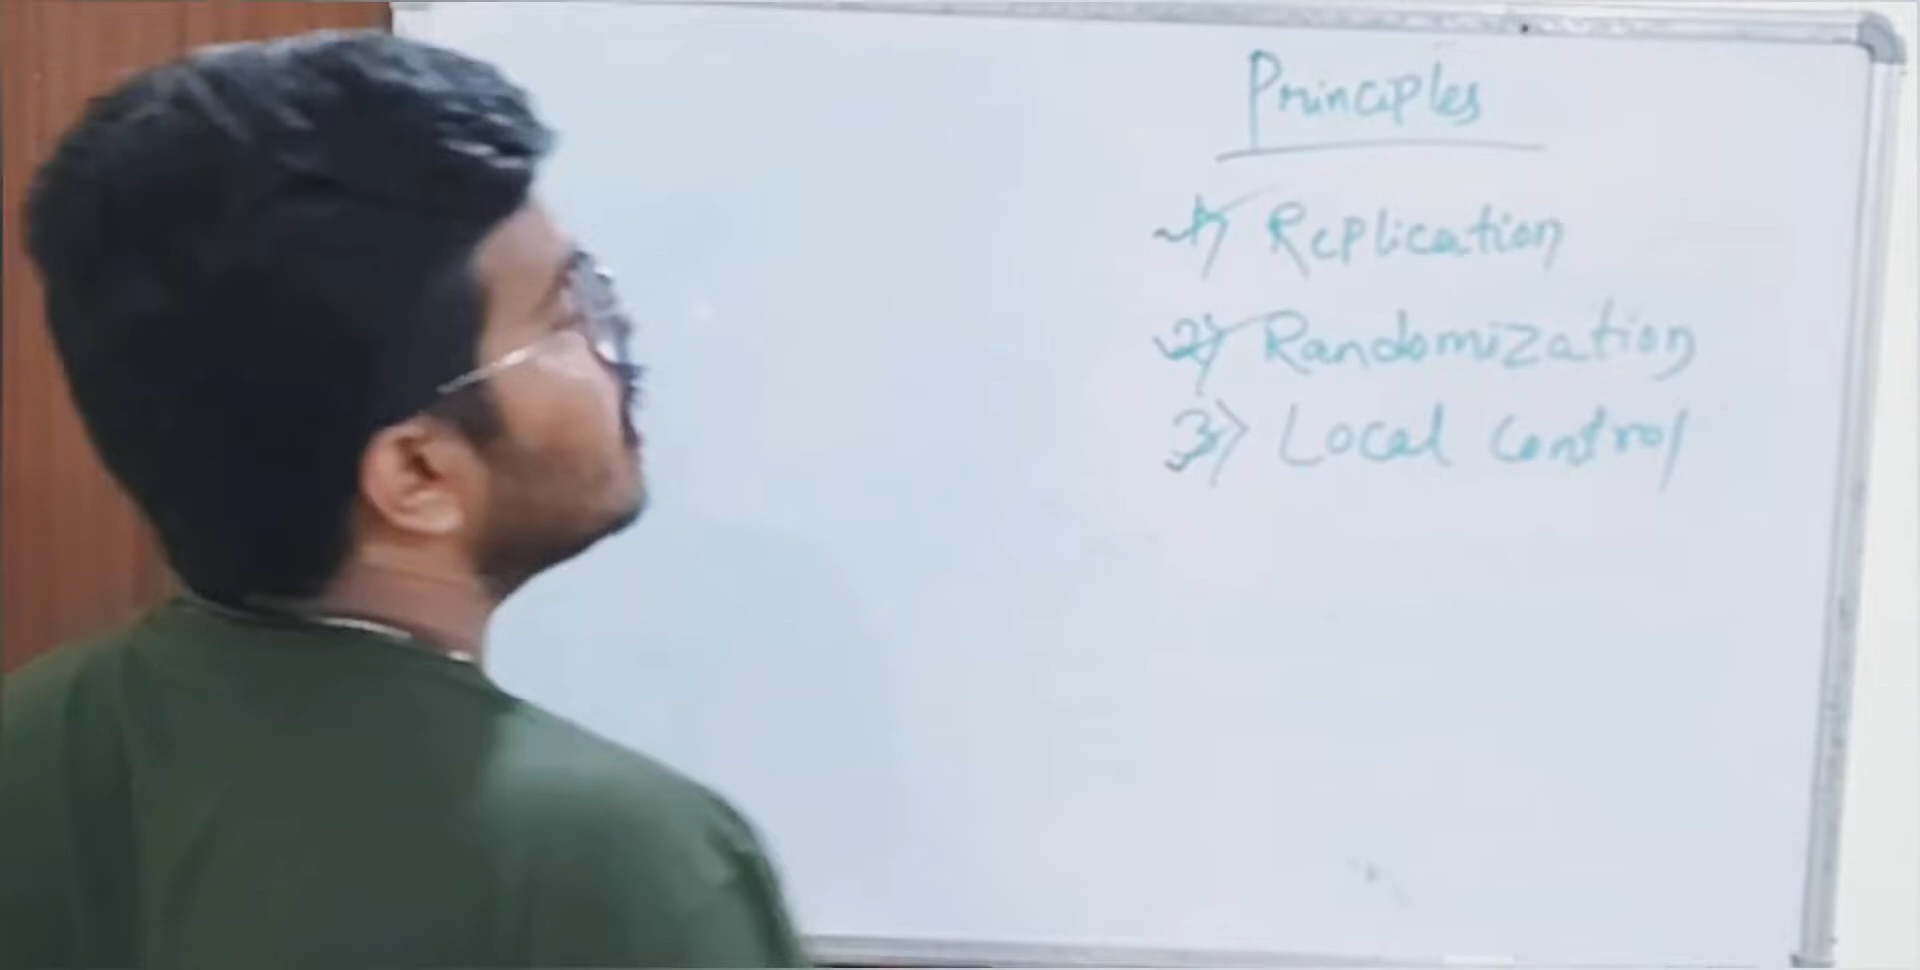 Principles
1) Replication
2) Randomization
3) Local Control